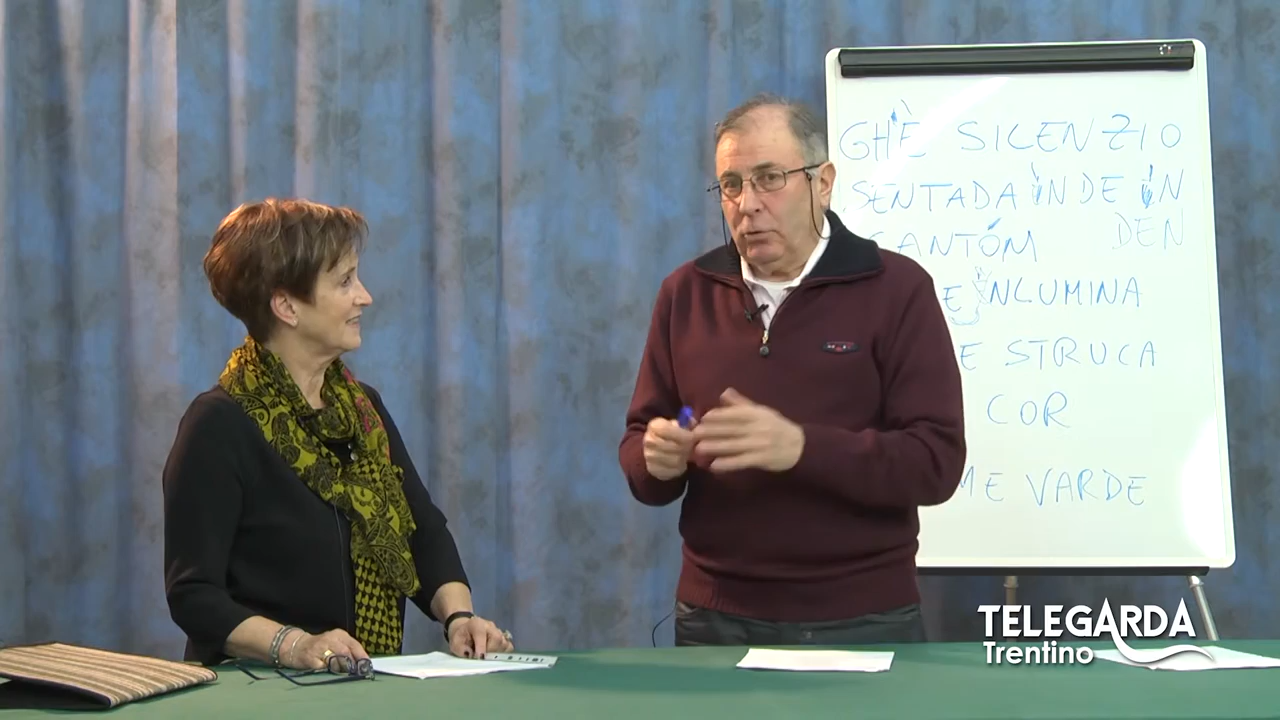 GHÈ SILENZIO
SENTADA IN DE IN
CANTÓM DEN
E INLUMINA
E STRUCA
COR
ME VARDE
TELEGARDA
Trentino